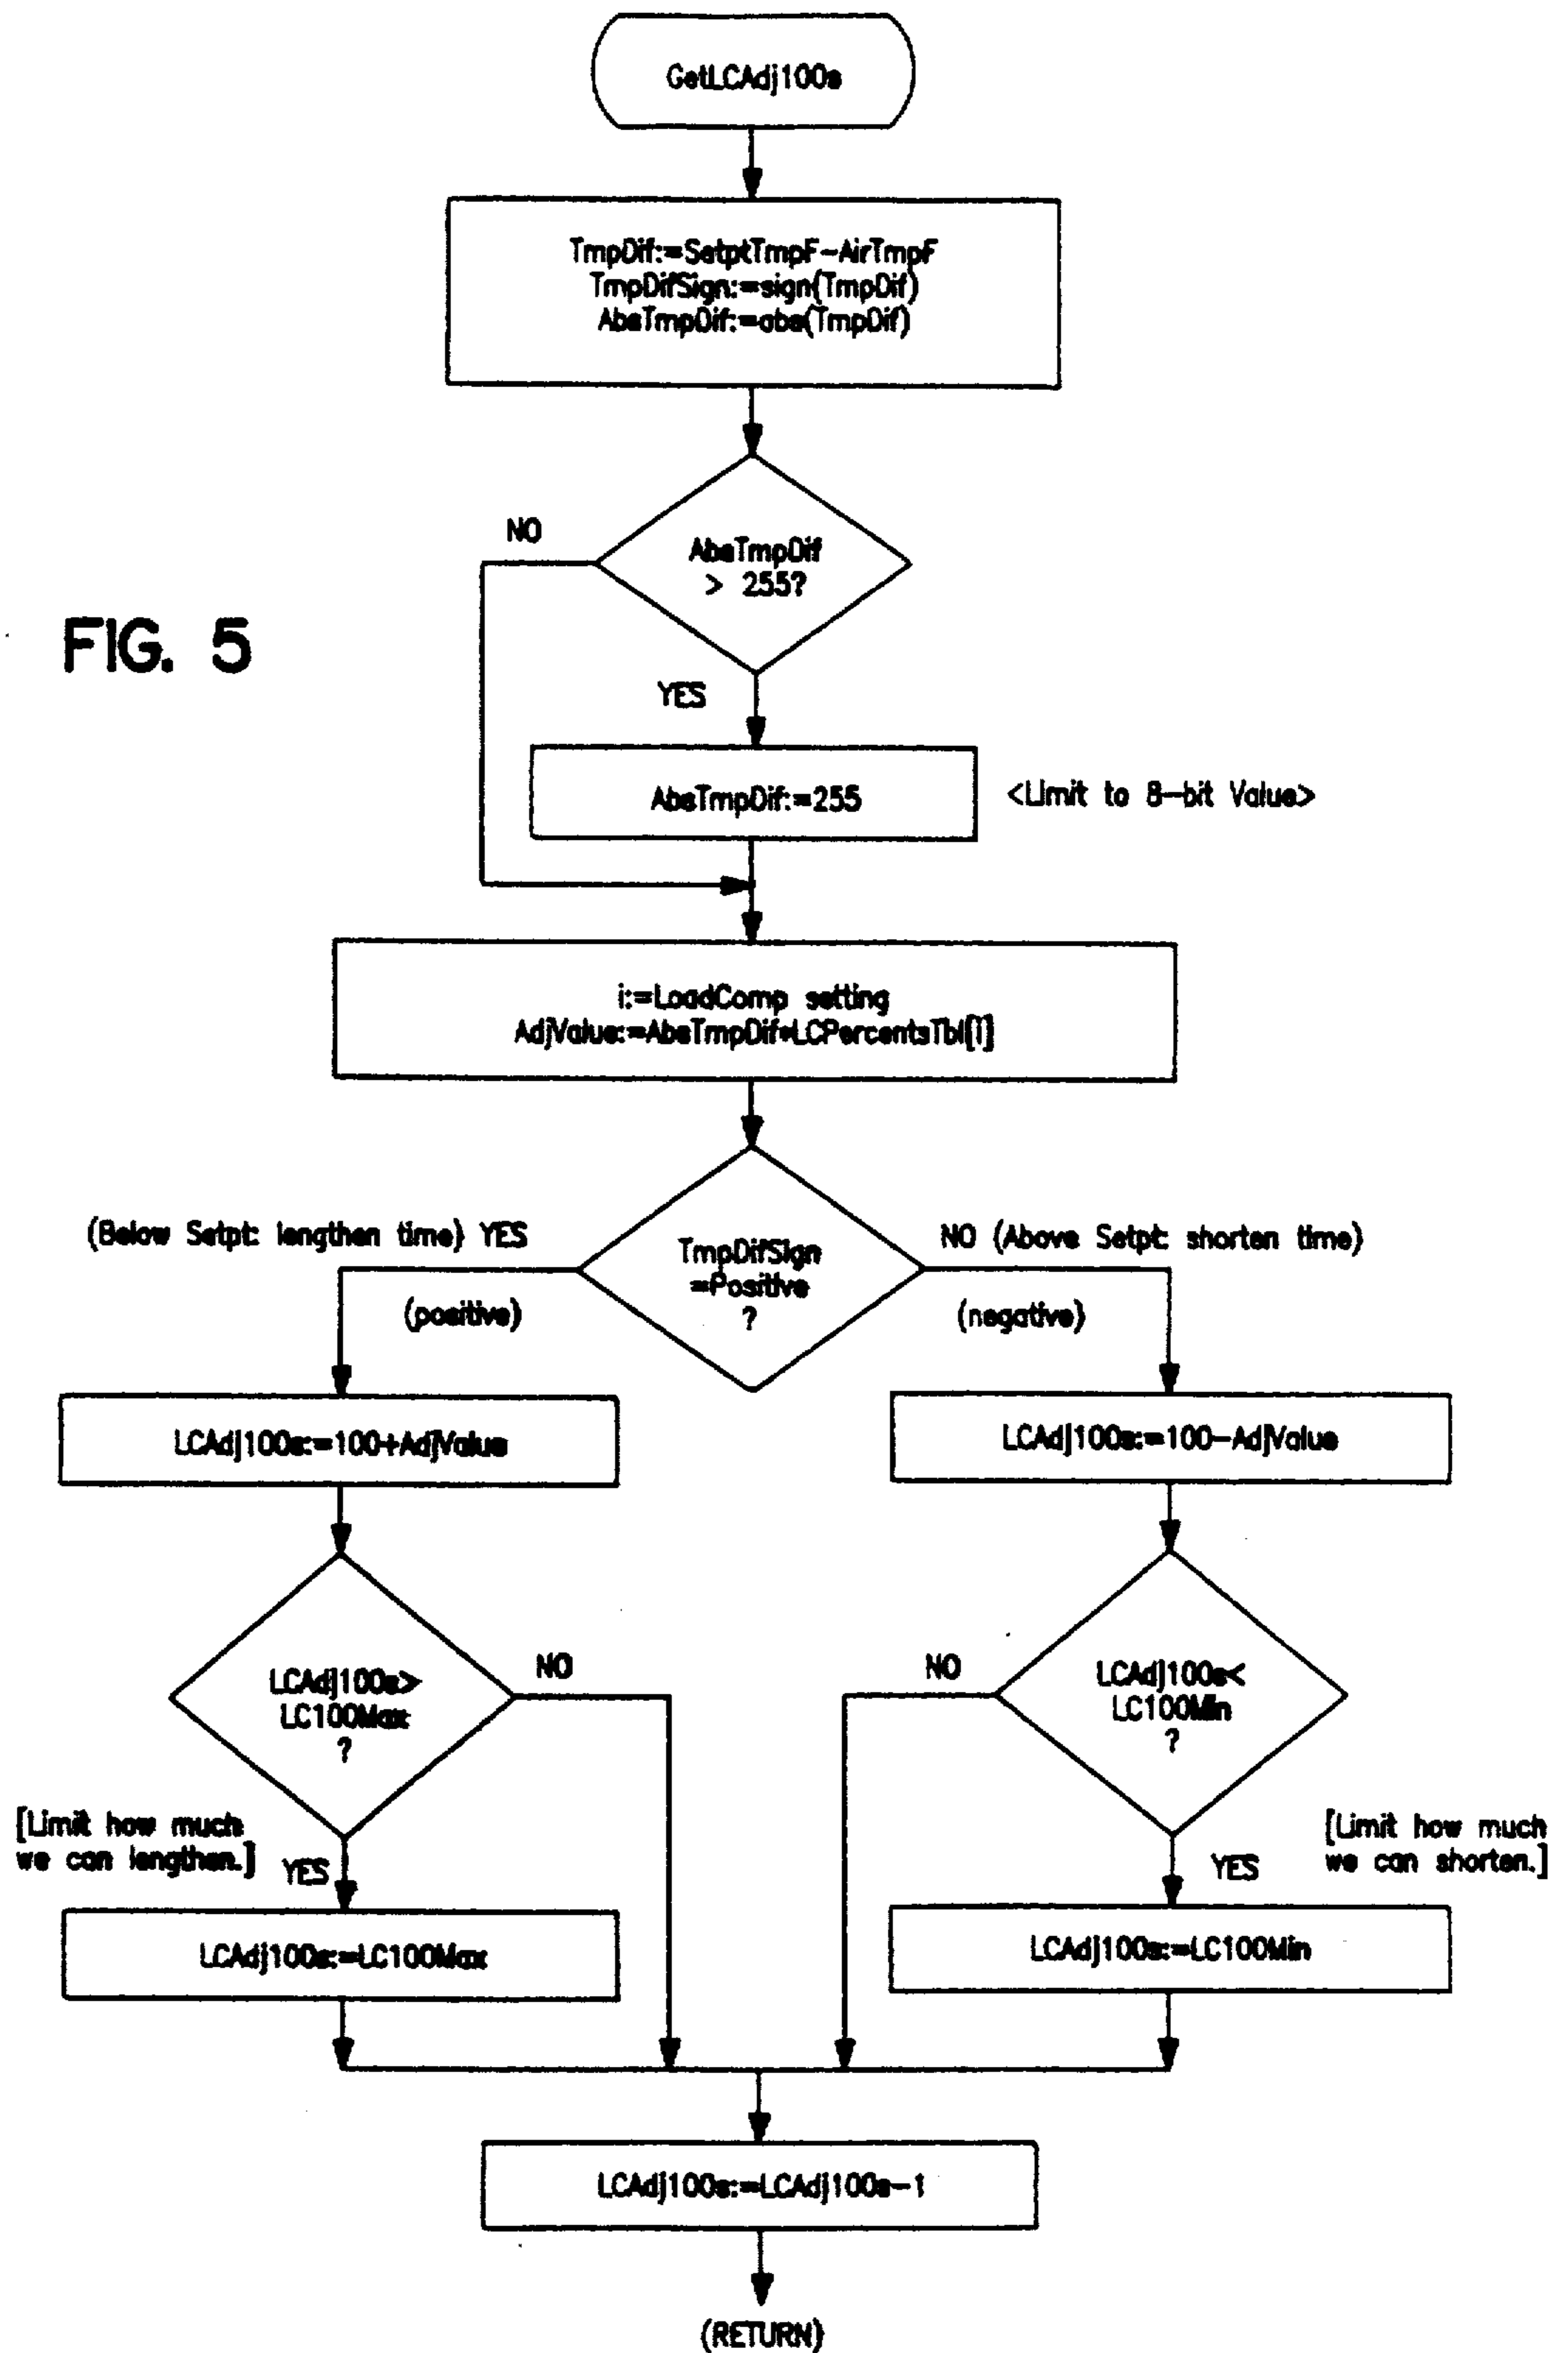 GetLCAdj100s
TmpDif:=SetptTmpF-AirTmpF
TmpDifSign:=sign(TmpDif)
AbsTmpDif:=abs(TmpDif)
NO
AbsTmpDif
> 255?
FIG. 5
YES
AbsTmpDif:=255
<Limit to 8-bit Value>
i:=LoadComp setting
AdjValue:=AbsTmpDif*LCPercentsTbl[i]
(Below Setpt: lengthen time) YES
TmpDifSign
=Positive
?
NO (Above Setpt: shorten time)
(positive)
(negative)
LCAdj100s:=100+AdjValue
LCAdj100s:=100-AdjValue
LCAdj100s>
LC100Max
?
NO
NO
LCAdj100s<
LC100Min
?
[Limit how much
we can lengthen.]
YES
YES
[Limit how much
we can shorten.]
LCAdj100s:=LC100Max
LCAdj100s:=LC100Min
LCAdj100s:=LCAdj100s-1
(RETURN)